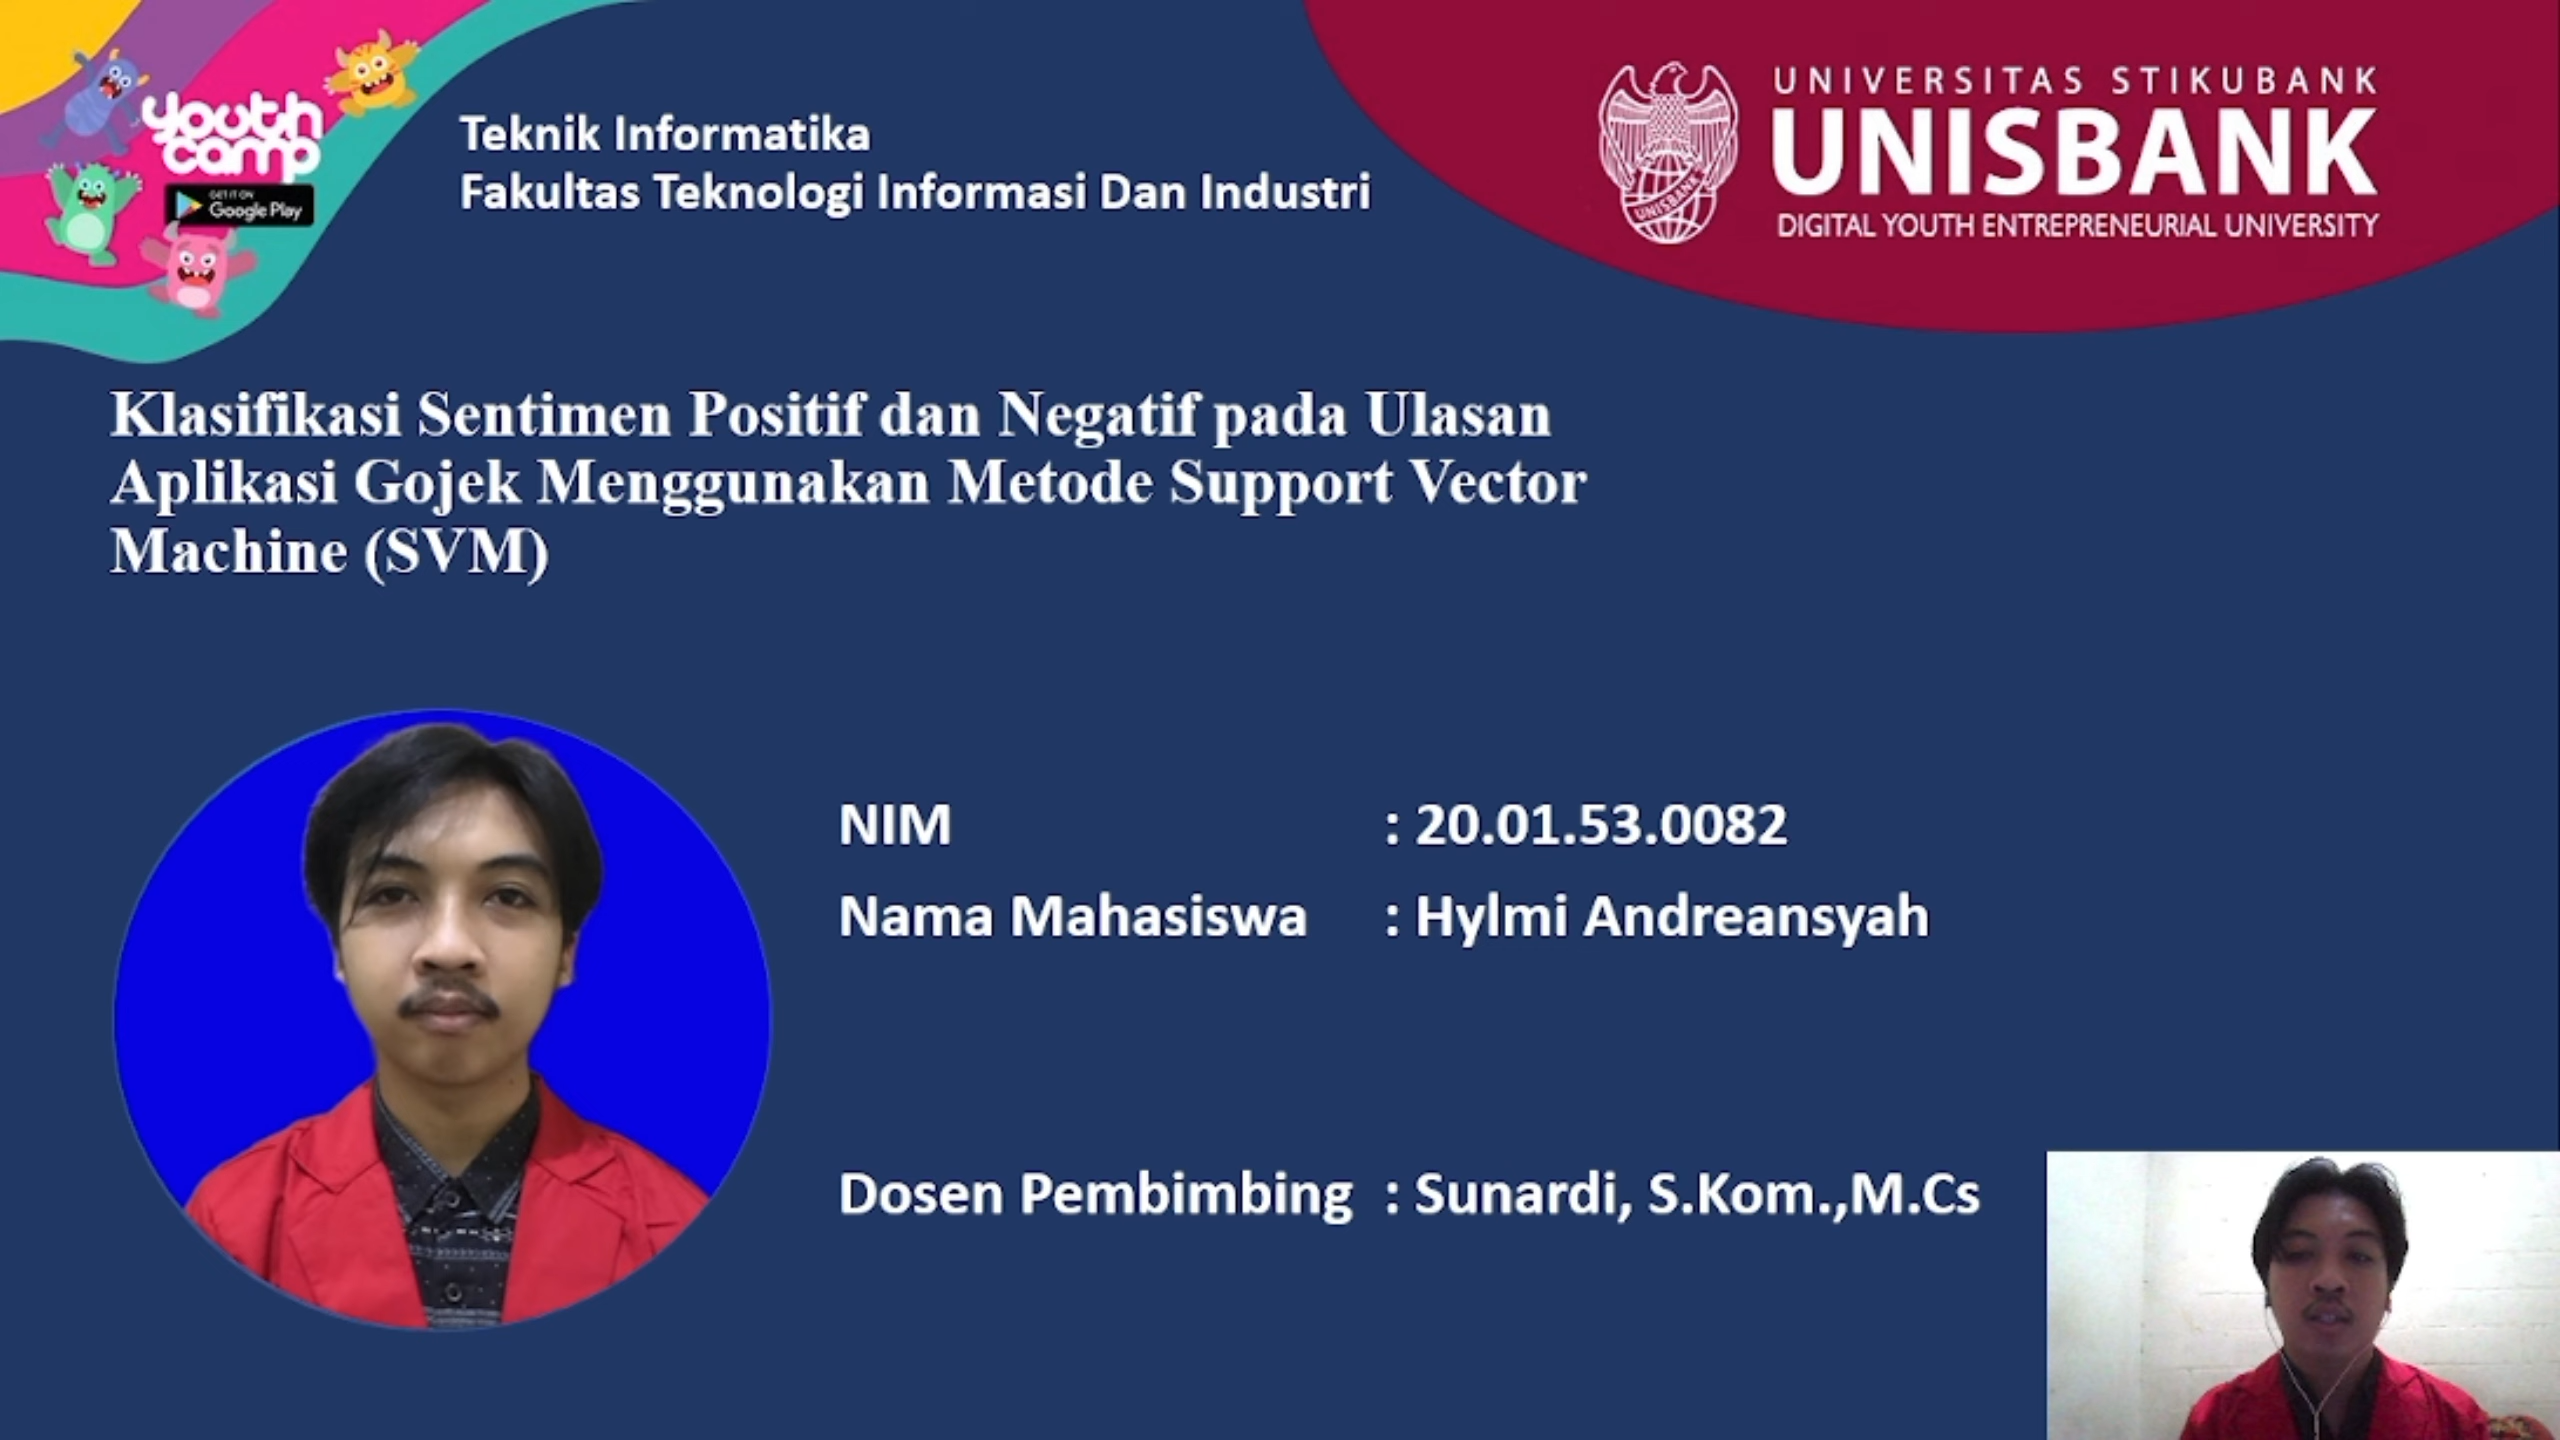 youth
camp
GET IT ON
Google Play
Teknik Informatika
Fakultas Teknologi Informasi Dan Industri
UNISBANK
UNIVERSITAS STIKUBANK
UNISBANK
DIGITAL YOUTH ENTREPRENEURIAL UNIVERSITY
Klasifikasi Sentimen Positif dan Negatif pada Ulasan
Aplikasi Gojek Menggunakan Metode Support Vector
Machine (SVM)
NIM : 20.01.53.0082
Nama Mahasiswa : Hylmi Andreansyah
Dosen Pembimbing : Sunardi, S.Kom.,M.Cs